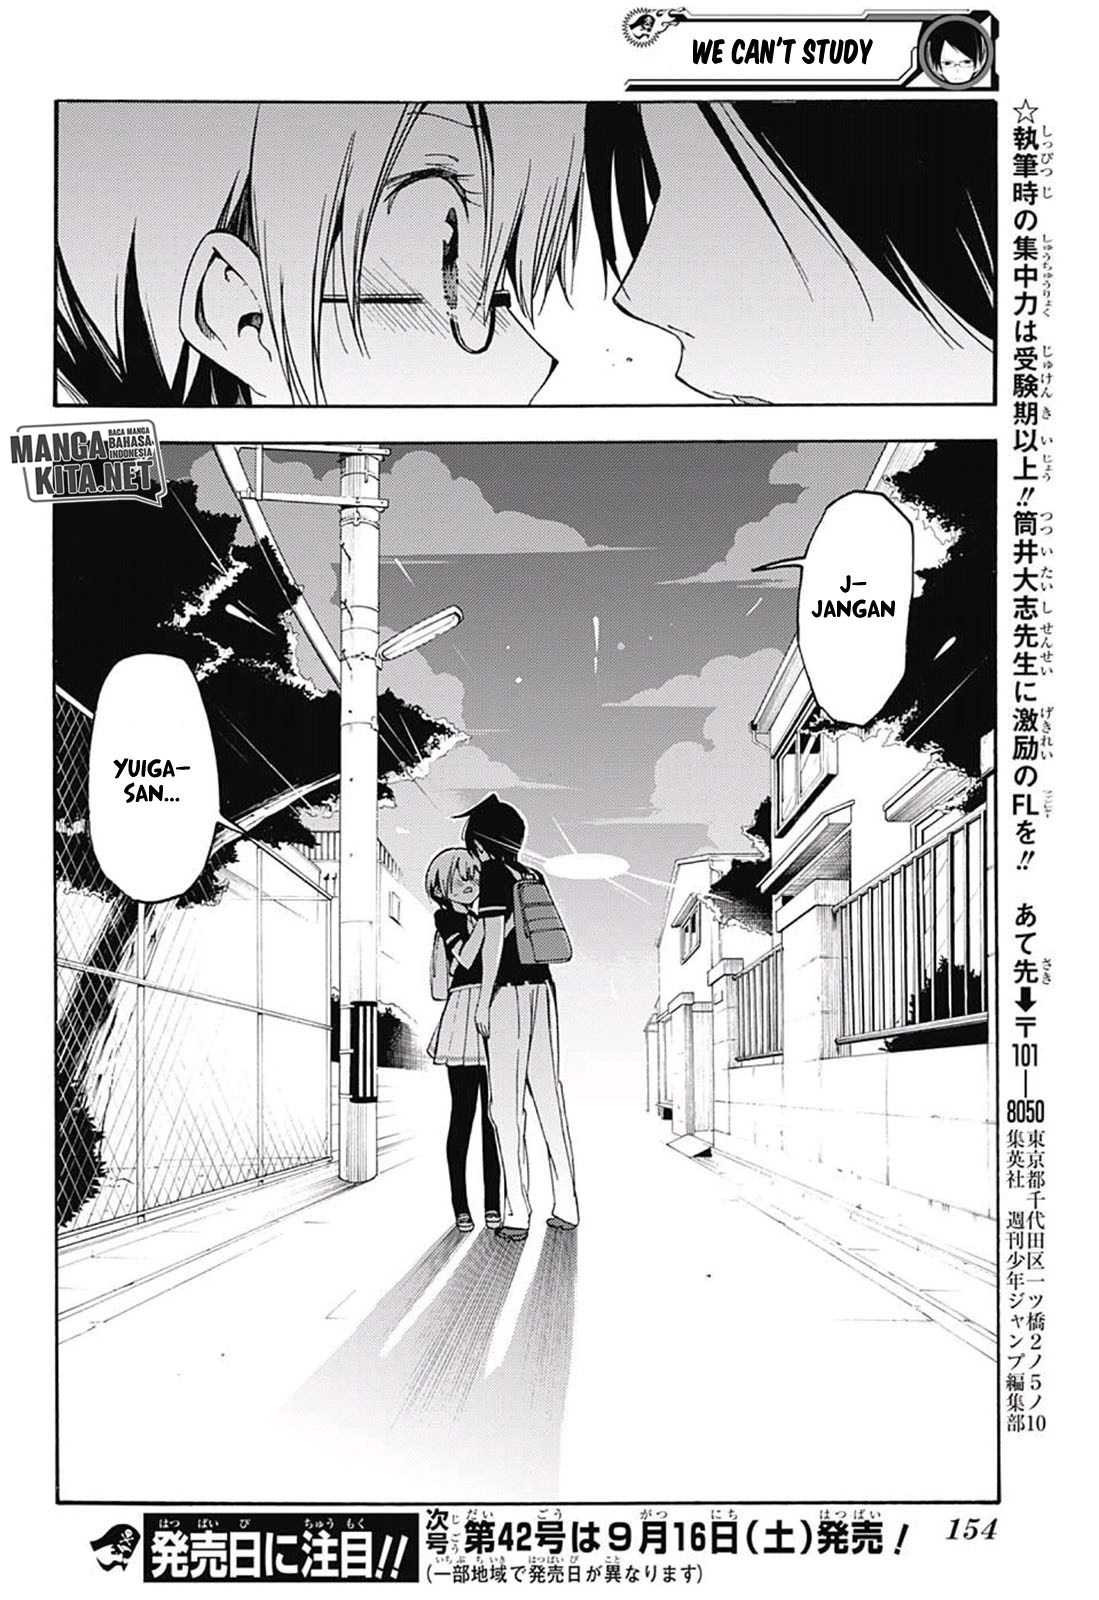 WE CAN'T STUDY
☆執筆時の集中力は受験期以上!!筒井大志先生に激励のFLを!! あて先➡〒101—8050
東京都千代田区一ツ橋2ノ5ノ10
集英社 週刊少年ジャンプ編集部
MANGA
KITA.NET
BACA MANGA
BAHASA
INDONESIA
J-
JANGAN
YUIGA-
SAN...
発売日に注目!!
次号 第42号は9月16日(土)発売!
(一部地域で発売日が異なります)
154